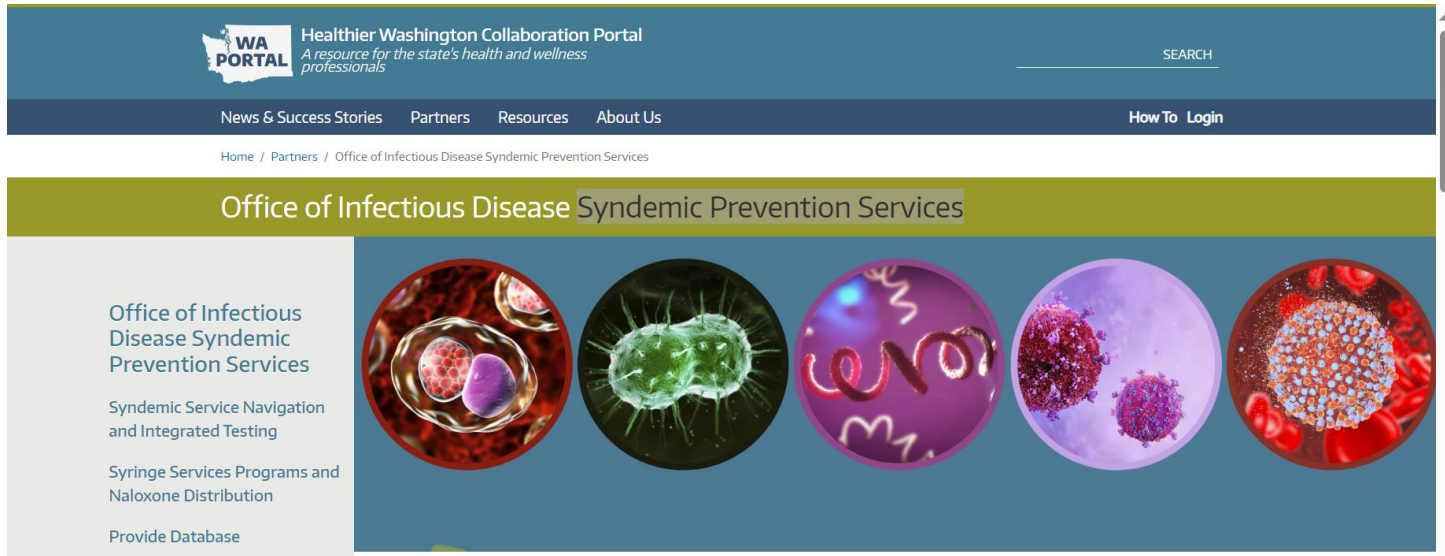 WA
PORTAL
Healthier Washington Collaboration Portal
A resource for the state's health and wellness
professionals
SEARCH
News & Success Stories Partners Resources About Us How To Login
Home / Partners / Office of Infectious Disease Syndemic Prevention Services
Office of Infectious Disease Syndemic Prevention Services
Office of Infectious
Disease Syndemic
Prevention Services
Syndemic Service Navigation
and Integrated Testing
Syringe Services Programs and
Naloxone Distribution
Provide Database